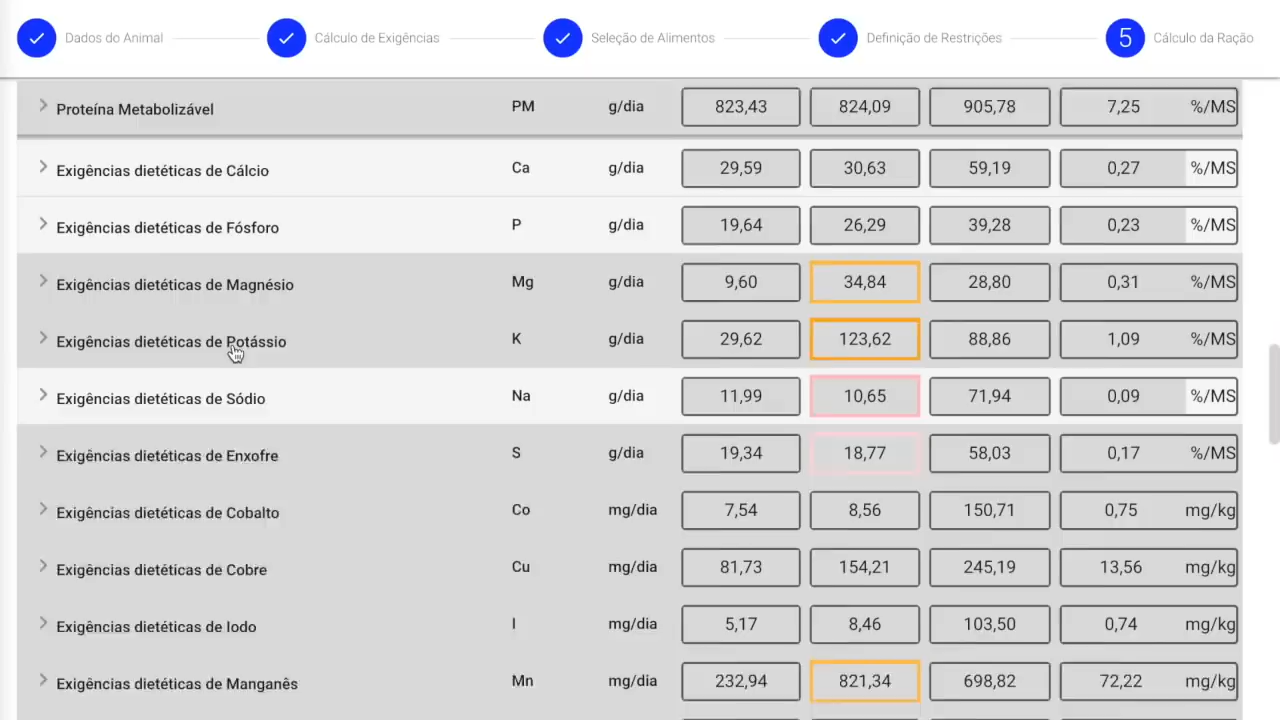 Dados do Animal Cálculo de Exigências Seleção de Alimentos Definição de Restrições 5 Cálculo da Ração
Proteína Metabolizável PM g/dia 823,43 824,09 905,78 7,25 %/MS
Exigências dietéticas de Cálcio Ca g/dia 29,59 30,63 59,19 0,27 %/MS
Exigências dietéticas de Fósforo P g/dia 19,64 26,29 39,28 0,23 %/MS
Exigências dietéticas de Magnésio Mg g/dia 9,60 34,84 28,80 0,31 %/MS
Exigências dietéticas de Potássio K g/dia 29,62 123,62 88,86 1,09 %/MS
Exigências dietéticas de Sódio Na g/dia 11,99 10,65 71,94 0,09 %/MS
Exigências dietéticas de Enxofre S g/dia 19,34 18,77 58,03 0,17 %/MS
Exigências dietéticas de Cobalto Co mg/dia 7,54 8,56 150,71 0,75 mg/kg
Exigências dietéticas de Cobre Cu mg/dia 81,73 154,21 245,19 13,56 mg/kg
Exigências dietéticas de Iodo I mg/dia 5,17 8,46 103,50 0,74 mg/kg
Exigências dietéticas de Manganês Mn mg/dia 232,94 821,34 698,82 72,22 mg/kg